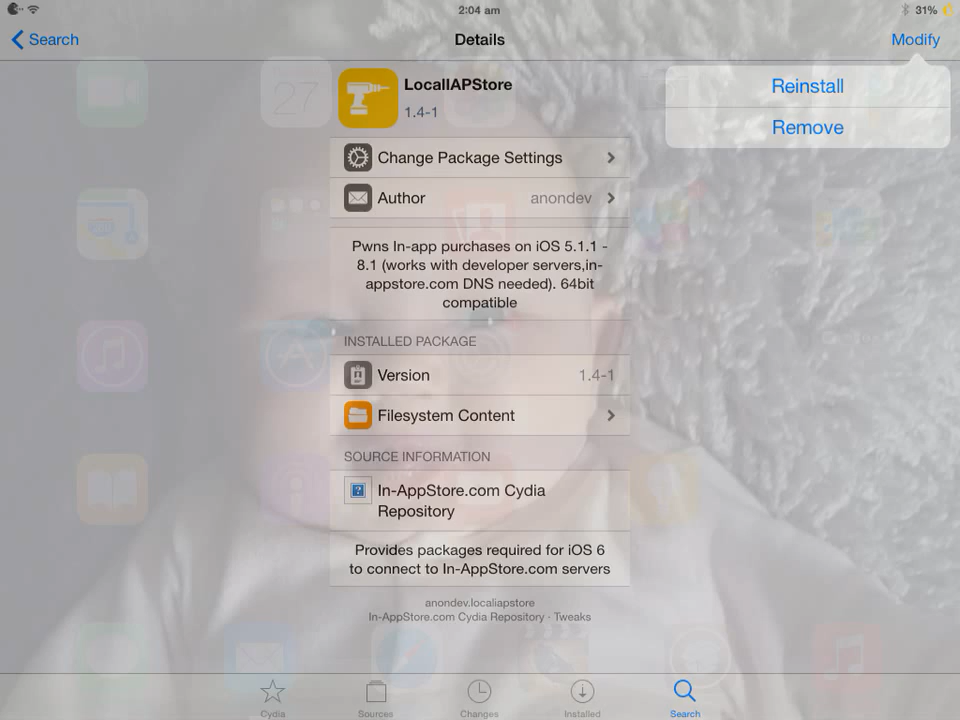 2:04 am
31%
Search
Details
Modify
Reinstall
Remove
27
LocalIAPStore
1.4-1
Change Package Settings
Author
anondev
Pwns In-app purchases on iOS 5.1.1 -
8.1 (works with developer servers,in-
appstore.com DNS needed). 64bit
compatible
INSTALLED PACKAGE
Version
1.4-1
Filesystem Content
SOURCE INFORMATION
In-AppStore.com Cydia
Repository
Provides packages required for iOS 6
to connect to In-AppStore.com servers
anondev.localiapstore
In-AppStore.com Cydia Repository · Tweaks
Cydia
Sources
Changes
Installed
Search